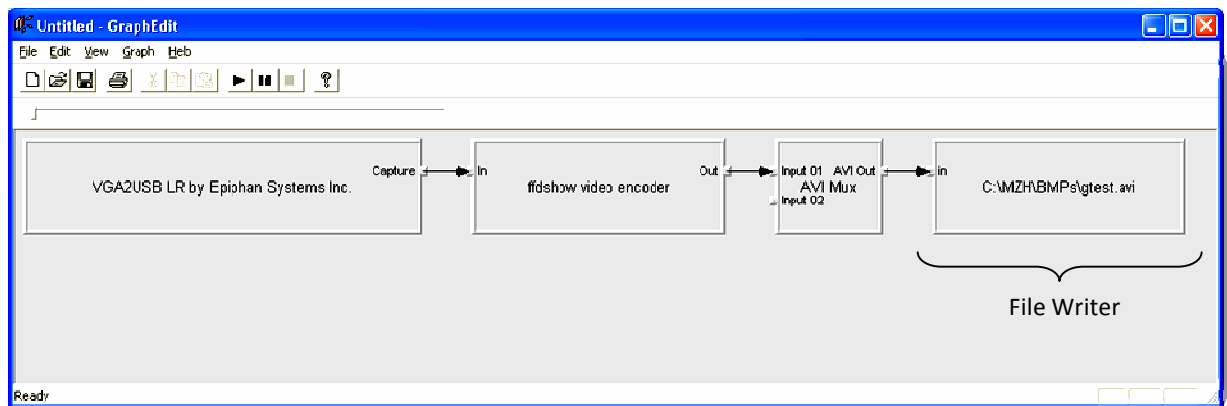 Untitled - GraphEdit
File Edit View Graph Help
VGA2USB LR by Epiphan Systems Inc.
Capture
In
ffdshow video encoder
Out
Input 01 AVI Out
AVI Mux
Input 02
in
C:\MZH\BMPs\gtest.avi
File Writer
Ready